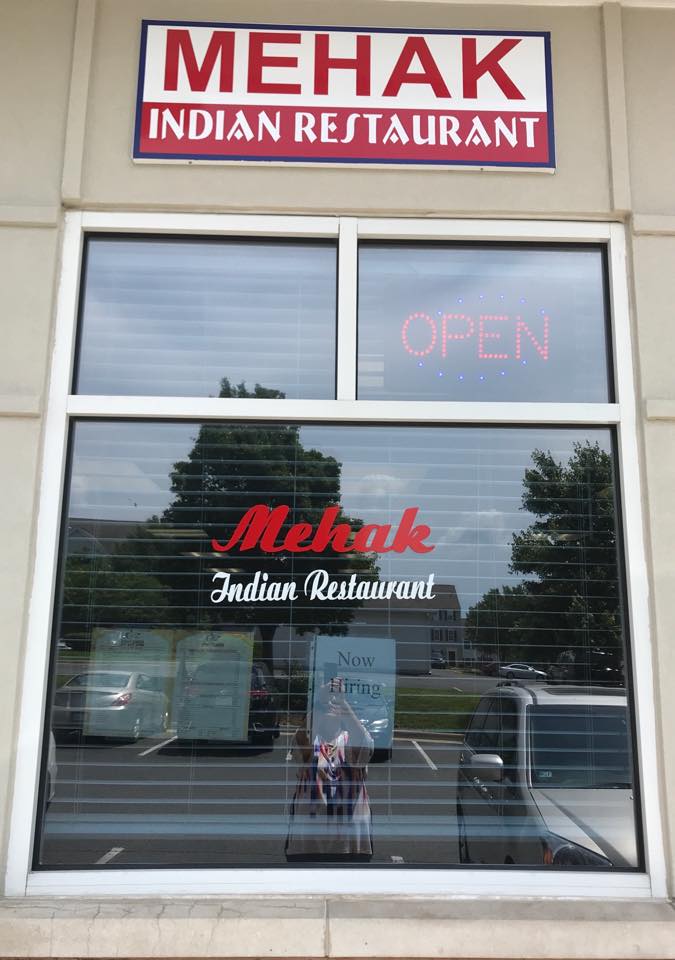 MEHAK
INDIAN RESTAURANT
OPEN
Mehak
Indian Restaurant
Now
Hiring